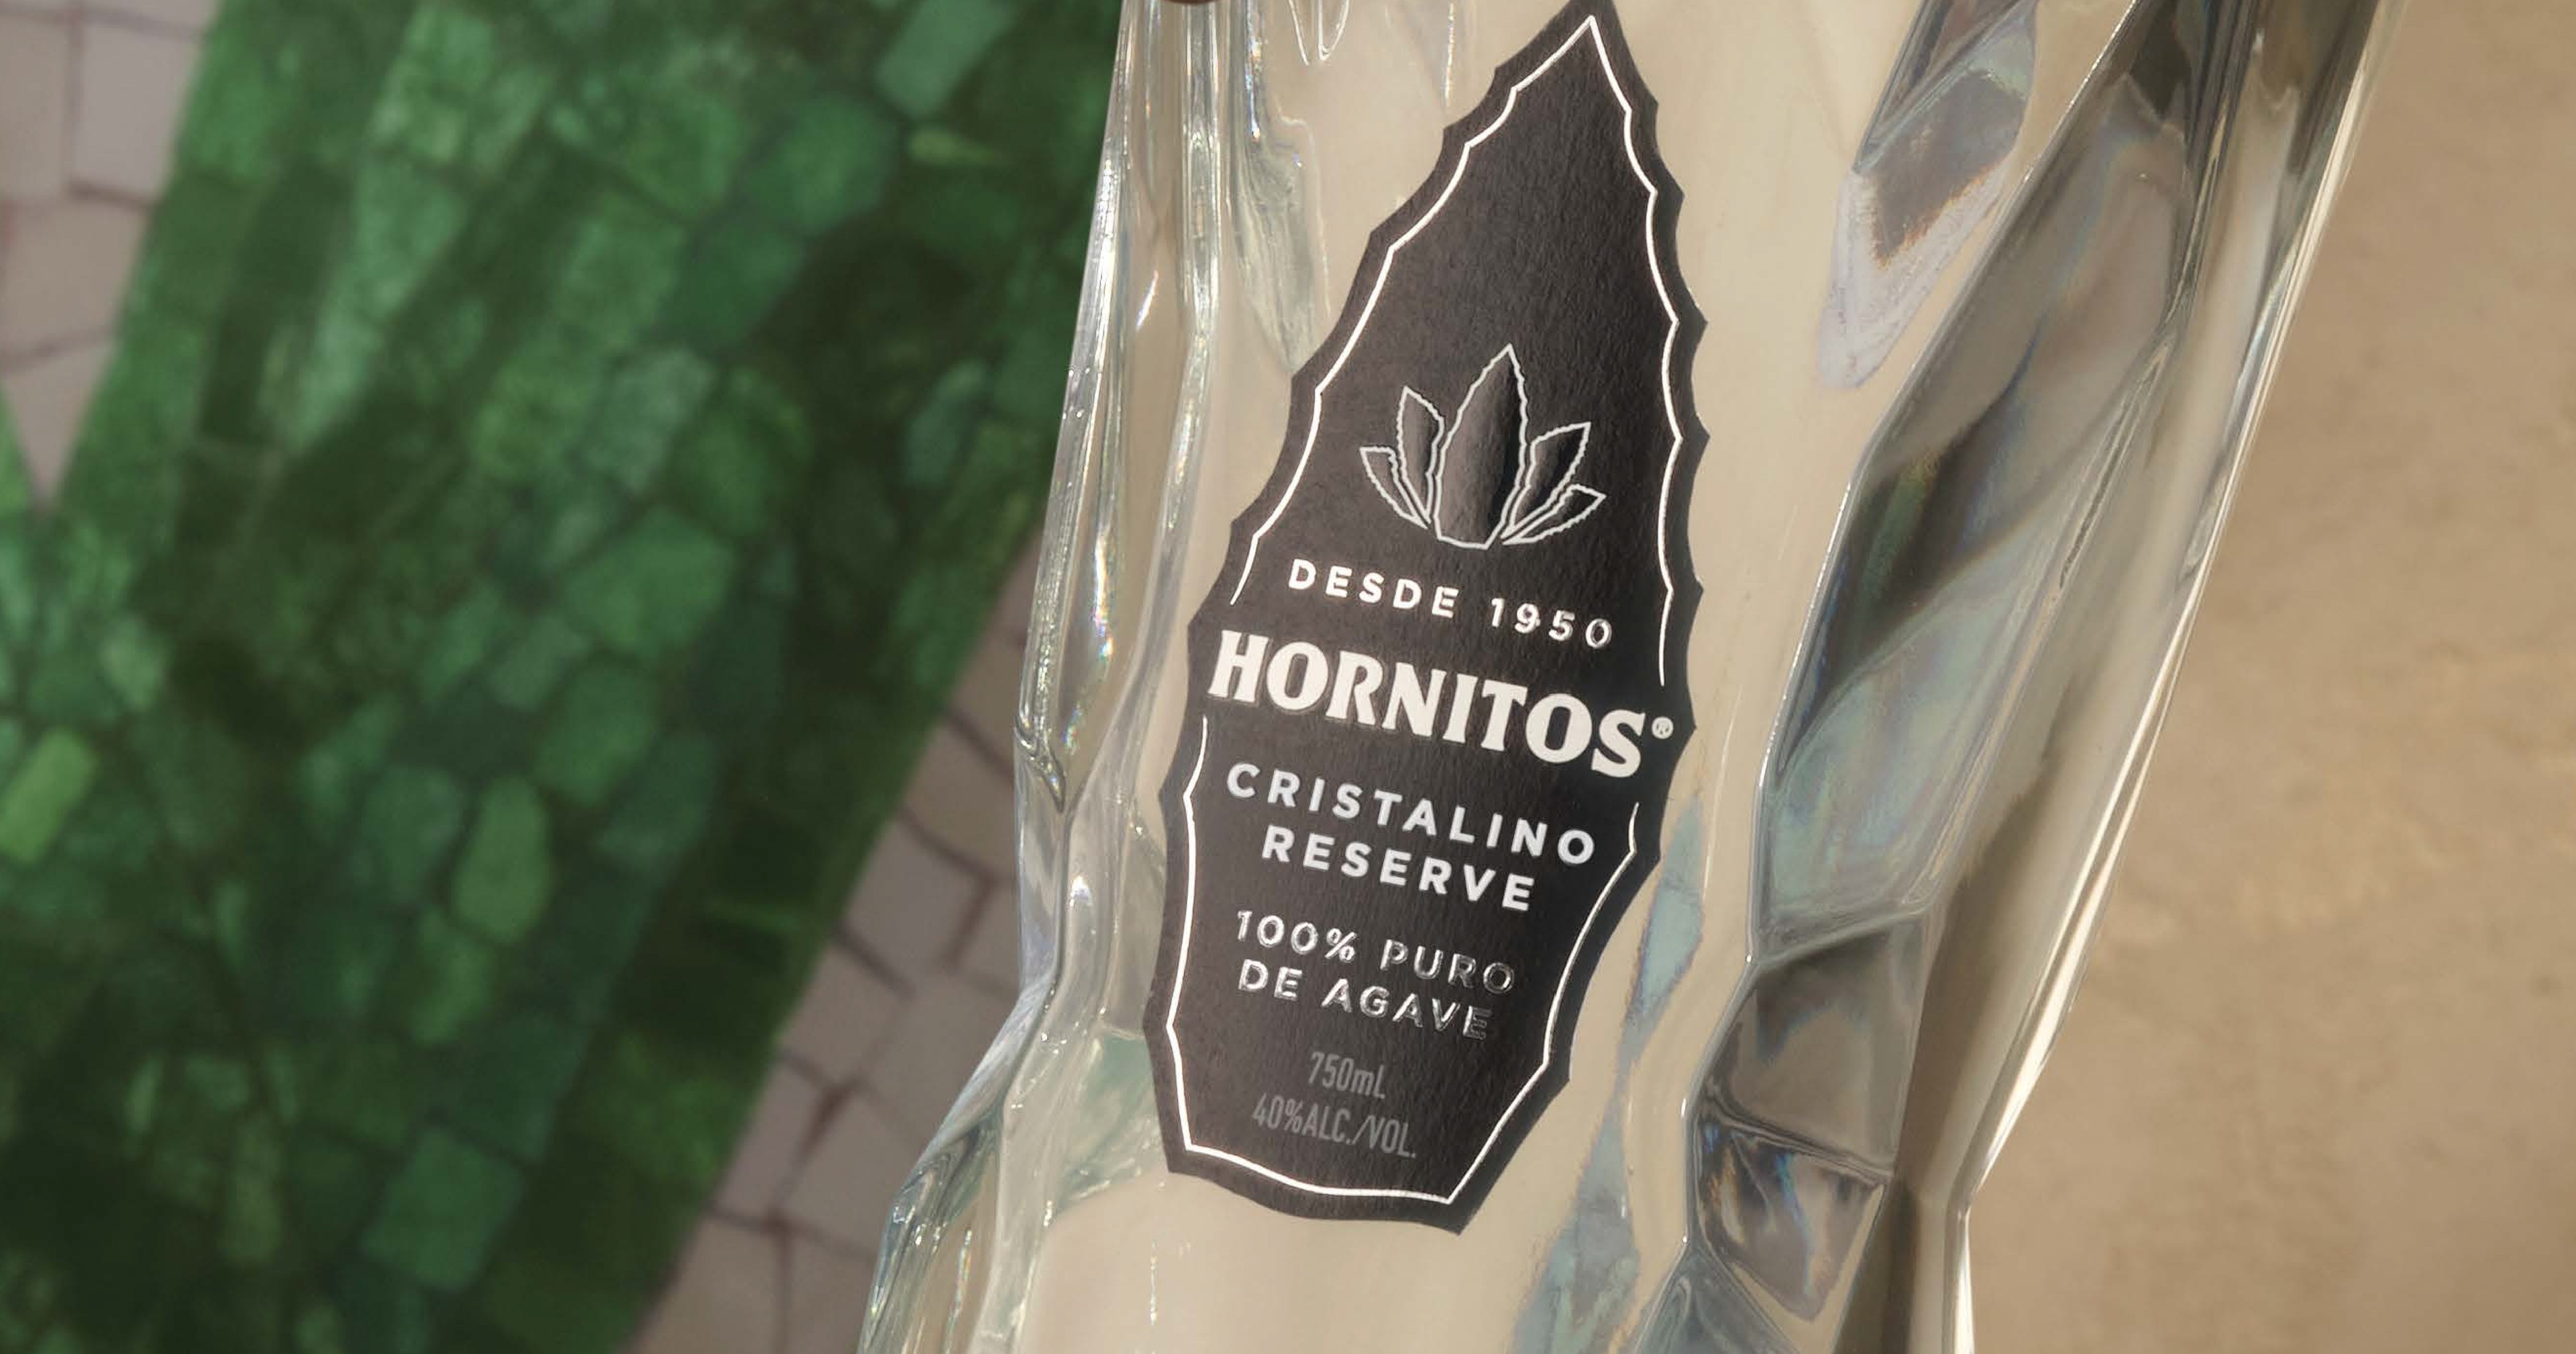 DESDE 1950
HORNITOS®
CRISTALINO
RESERVE
100% PURO
DE AGAVE
750mL
40%ALC./VOL.